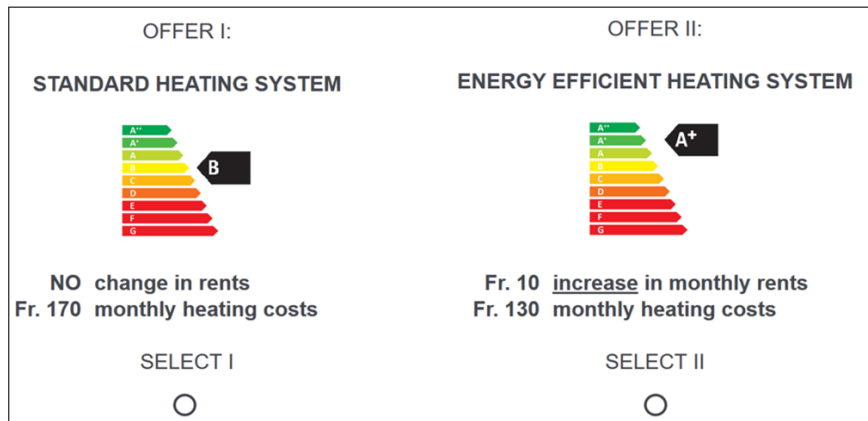 OFFER I:
STANDARD HEATING SYSTEM
A++
A+
A
B
C
D
E
F
G
B
NO change in rents
Fr. 170 monthly heating costs
SELECT I
OFFER II:
ENERGY EFFICIENT HEATING SYSTEM
A++
A+
A
B
C
D
E
F
G
A+
Fr. 10 increase in monthly rents
Fr. 130 monthly heating costs
SELECT II